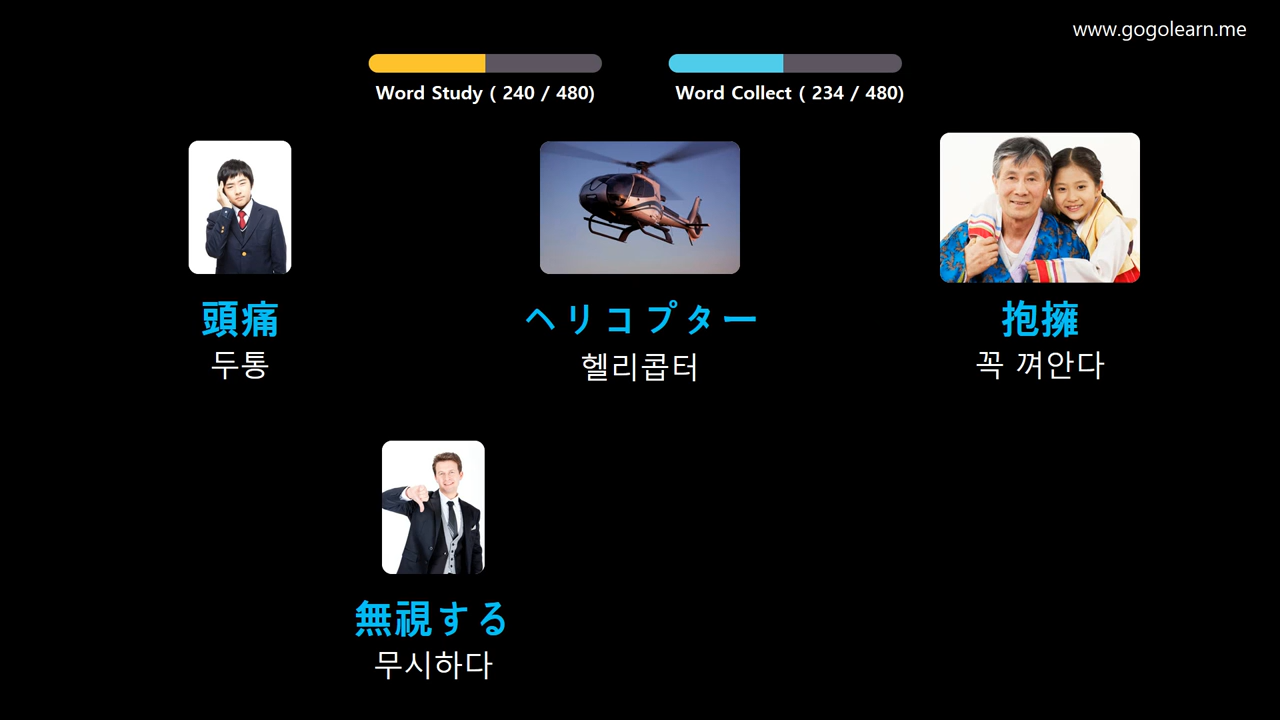 www.gogolearn.me
Word Study ( 240 / 480)
Word Collect ( 234 / 480)
頭痛
두통
ヘリコプター
헬리콥터
抱擁
꼭 껴안다
無視する
무시하다